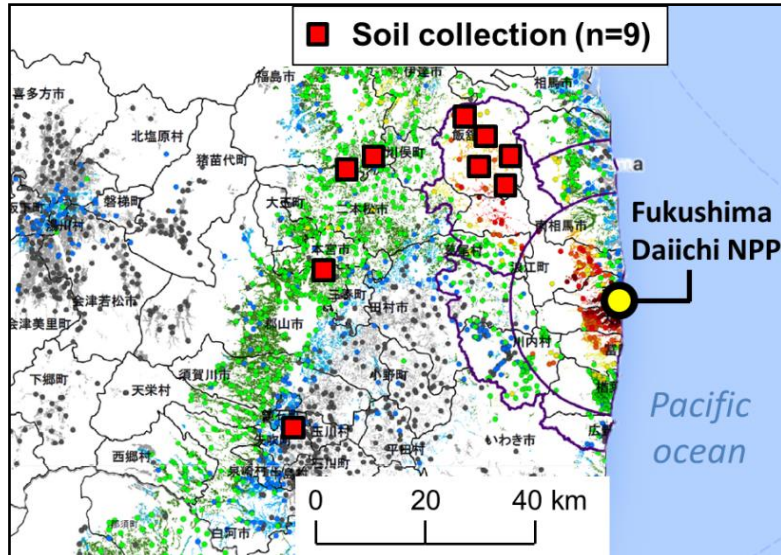 Soil collection (n=9)
福島市
伊達市
相馬市
喜多方市
北塩原村
猪苗代町
川俣町
磐梯町
大玉村
二本松市
南相馬市
Fukushima
Daiichi NPP
本宮市
浪江町
会津若松市
三春町
田村市
会津美里町
郡山市
川内村
須賀川市
小野町
下郷町
天栄村
Pacific
ocean
玉川村
いわき市
西郷村
平田村
泉崎村
石川町
白河市
0
20
40 km